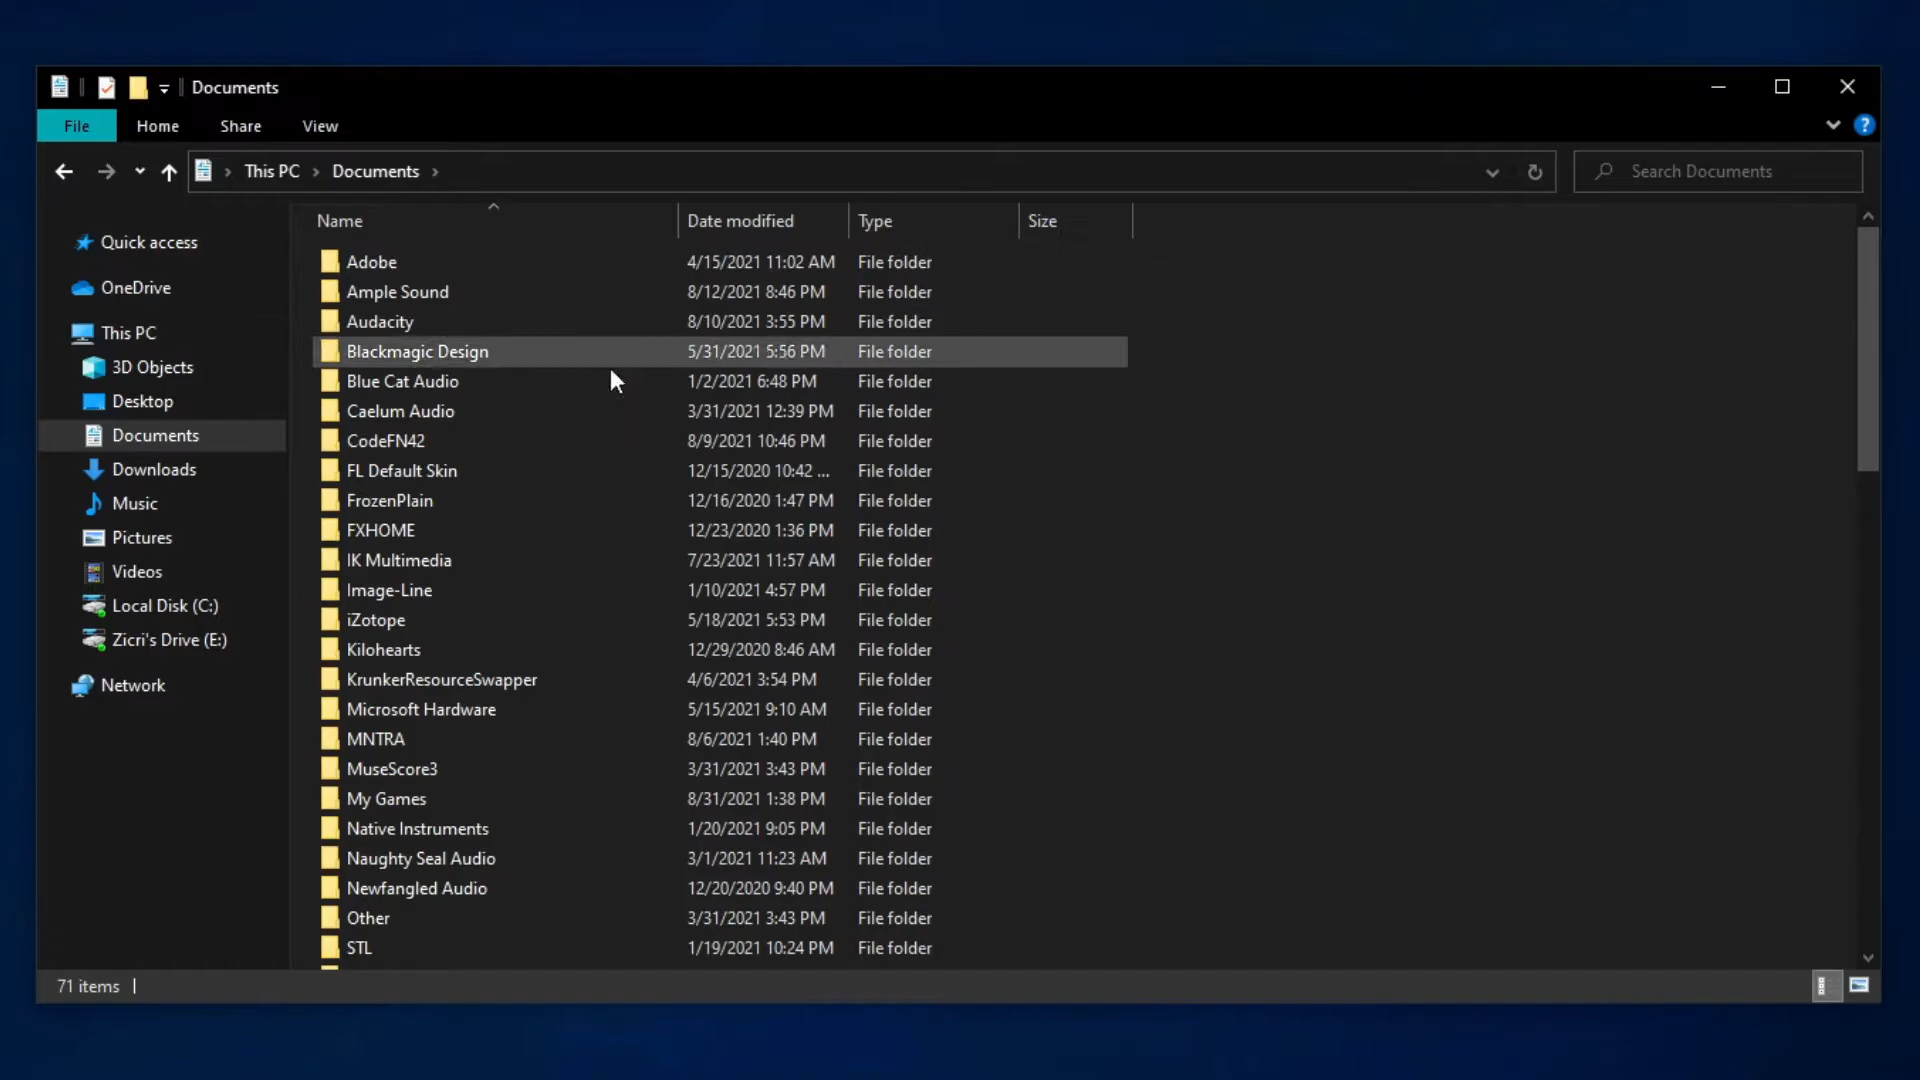 Documents
File Home Share View
This PC Documents Search Documents
Name Date modified Type Size
Quick access
OneDrive
This PC
3D Objects
Desktop
Documents
Downloads
Music
Pictures
Videos
Local Disk (C:)
Zicri's Drive (E:)
Network
Adobe 4/15/2021 11:02 AM File folder
Ample Sound 8/12/2021 8:46 PM File folder
Audacity 8/10/2021 3:55 PM File folder
Blackmagic Design 5/31/2021 5:56 PM File folder
Blue Cat Audio 1/2/2021 6:48 PM File folder
Caelum Audio 3/31/2021 12:39 PM File folder
CodeFN42 8/9/2021 10:46 PM File folder
FL Default Skin 12/15/2020 10:42 ... File folder
FrozenPlain 12/16/2020 1:47 PM File folder
FXHOME 12/23/2020 1:36 PM File folder
IK Multimedia 7/23/2021 11:57 AM File folder
Image-Line 1/10/2021 4:57 PM File folder
iZotope 5/18/2021 5:53 PM File folder
Kilohearts 12/29/2020 8:46 AM File folder
KrunkerResourceSwapper 4/6/2021 3:54 PM File folder
Microsoft Hardware 5/15/2021 9:10 AM File folder
MNTRA 8/6/2021 1:40 PM File folder
MuseScore3 3/31/2021 3:43 PM File folder
My Games 8/31/2021 1:38 PM File folder
Native Instruments 1/20/2021 9:05 PM File folder
Naughty Seal Audio 3/1/2021 11:23 AM File folder
Newfangled Audio 12/20/2020 9:40 PM File folder
Other 3/31/2021 3:43 PM File folder
STL 1/19/2021 10:24 PM File folder
71 items